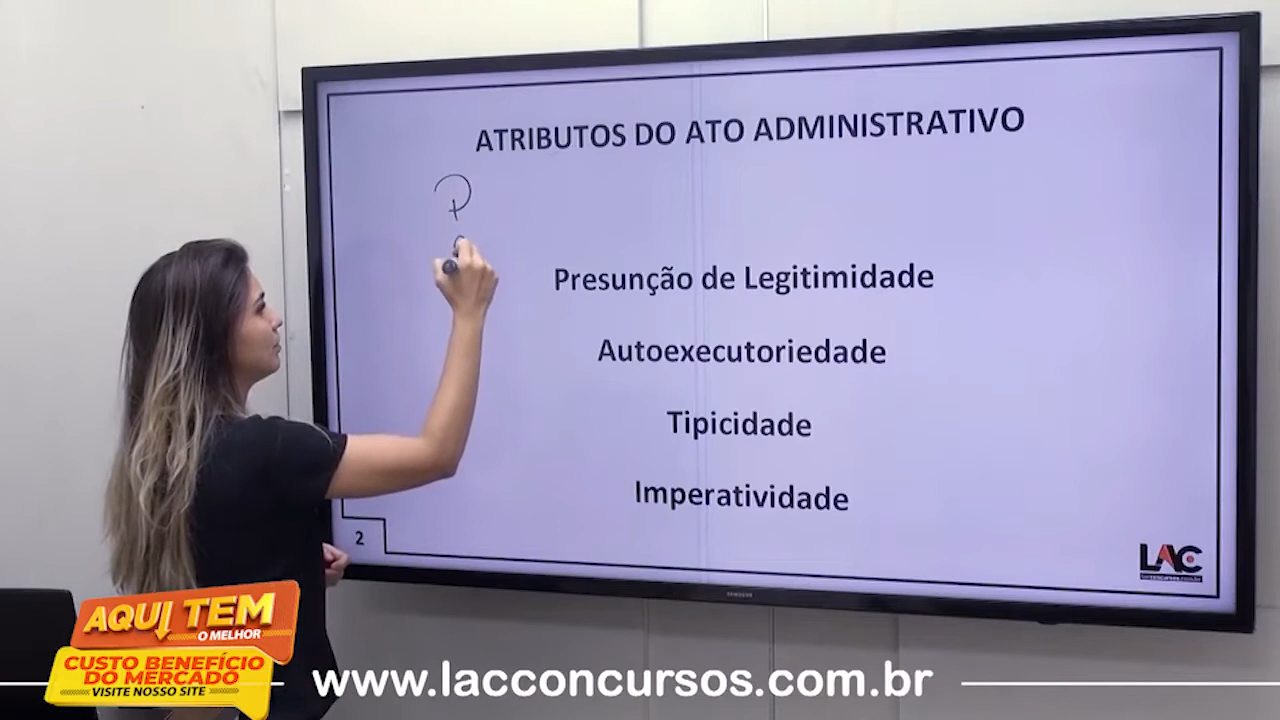 ATRIBUTOS DO ATO ADMINISTRATIVO
P
Presunção de Legitimidade
Autoexecutoriedade
Tipicidade
Imperatividade
2
LAC
SAMSUNG
AQUI TEM
O MELHOR
CUSTO BENEFÍCIO
DO MERCADO
VISITE NOSSO SITE
www.lacconcursos.com.br